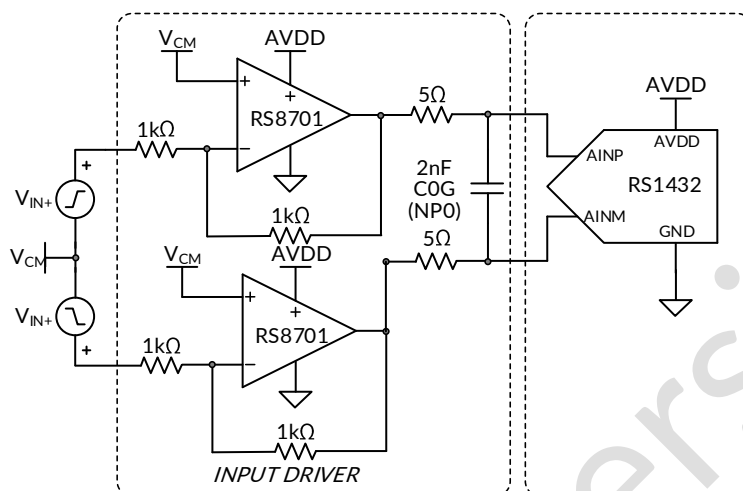 V_CM
AVDD
1kΩ
+
+
RS8701
−
5Ω
AVDD
+
V_IN+
1kΩ
2nF
C0G
(NP0)
AINP
AVDD
RS1432
V_CM
V_CM
AVDD
5Ω
AINM
GND
V_IN+
+
+
RS8701
+
1kΩ
−
1kΩ
INPUT DRIVER
ers